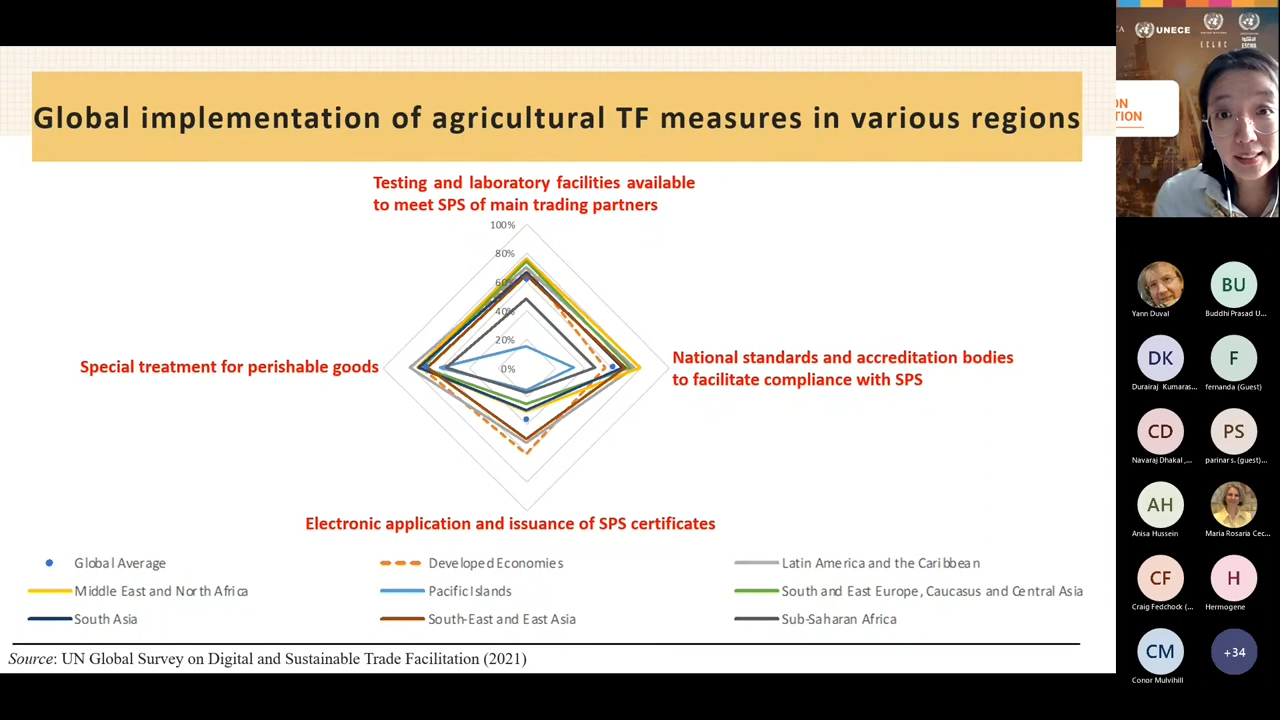 Global implementation of agricultural TF measures in various regions
Testing and laboratory facilities available
to meet SPS of main trading partners
100%
80%
60%
40%
20%
0%
Special treatment for perishable goods
National standards and accreditation bodies
to facilitate compliance with SPS
Electronic application and issuance of SPS certificates
Global Average
Developed Economies
Latin America and the Caribbean
Middle East and North Africa
Pacific Islands
South and East Europe, Caucasus and Central Asia
South Asia
South-East and East Asia
Sub-Saharan Africa
Source: UN Global Survey on Digital and Sustainable Trade Facilitation (2021)
UNECE
ECLAC
ESCWA
ON
TION
Yann Duval
BU
Buddhi Prasad U...
DK
Durairaj Kumaras...
F
fernanda (Guest)
CD
Navaraj Dhakal ,...
PS
parinar s. (guest)...
AH
Anisa Hussein
Maria Rosaria Cec...
CF
Craig Fedchock (...
H
Hermogene
CM
Conor Mulvihill
+34